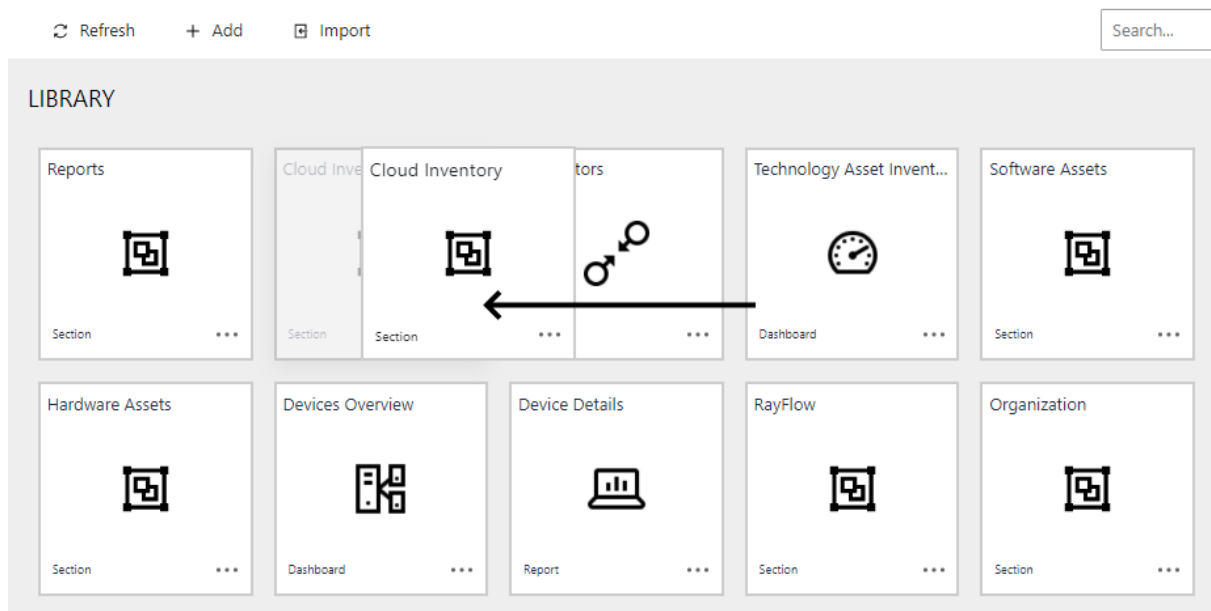 Refresh
Add
Import
Search...
LIBRARY
Reports
Cloud Inve
Cloud Inventory
tors
Technology Asset Invent...
Software Assets
Section
Section
Section
Dashboard
Section
Hardware Assets
Devices Overview
Device Details
RayFlow
Organization
Section
Dashboard
Report
Section
Section